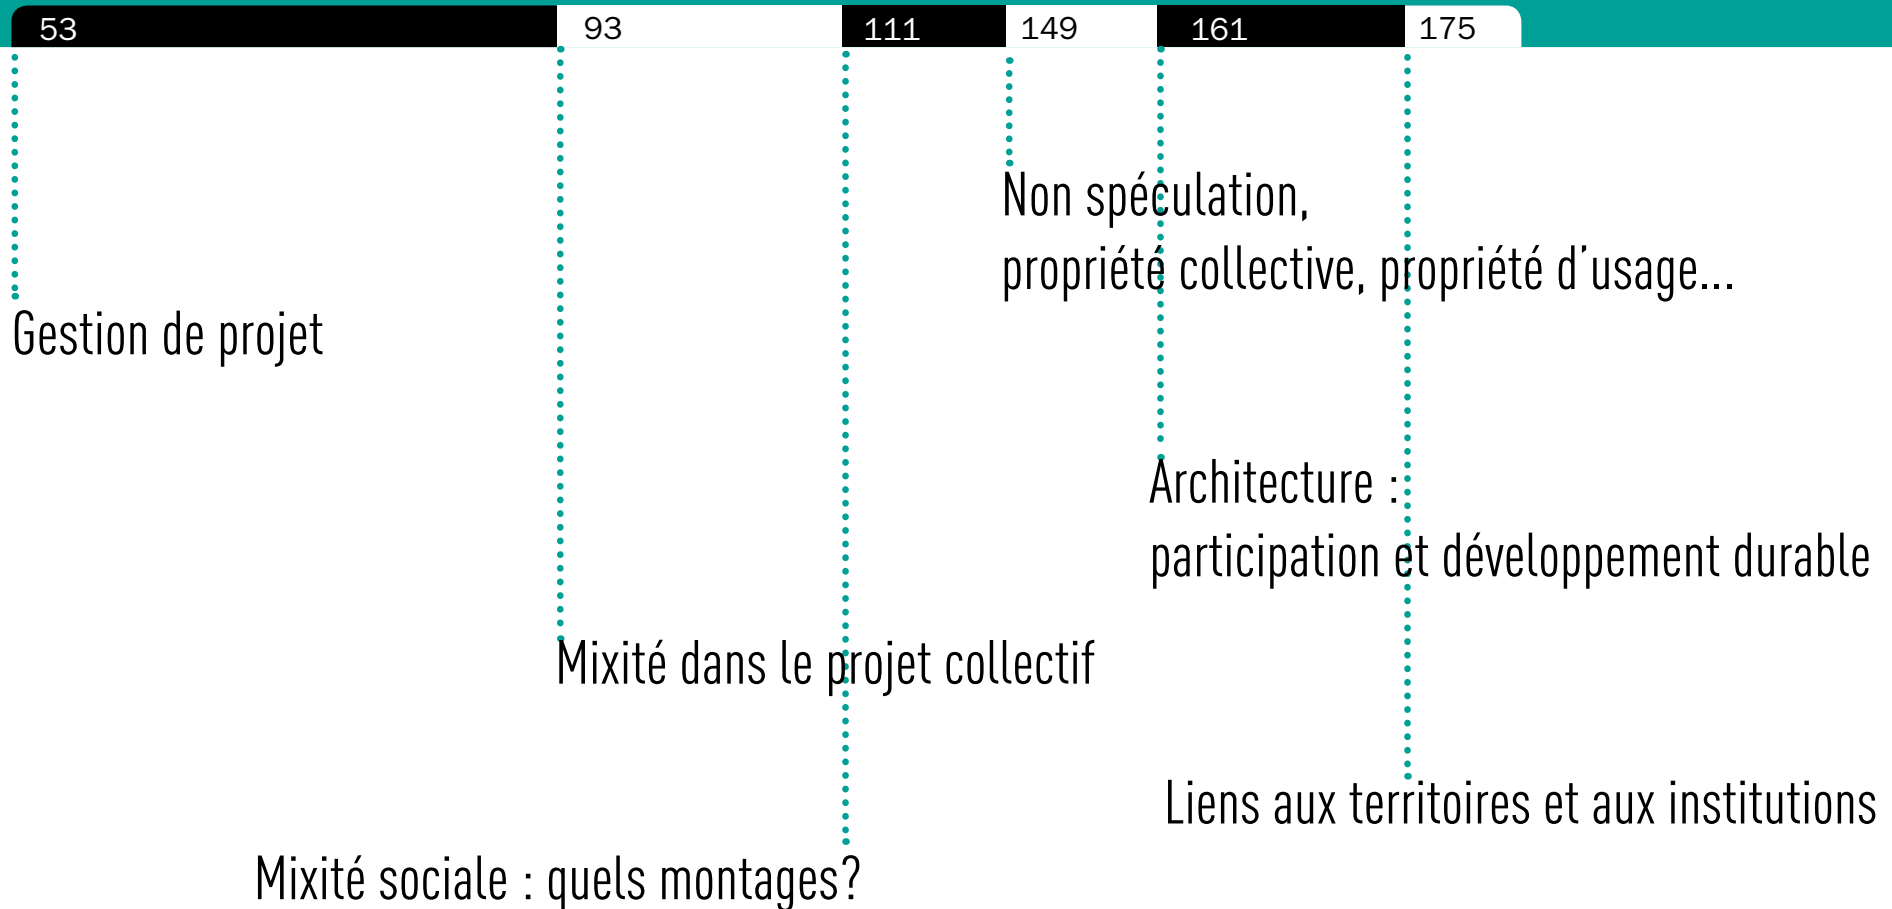 53 93 111 149 161 175
Non spéculation,
propriété collective, propriété d'usage...
Gestion de projet
Architecture :
participation et développement durable
Mixité dans le projet collectif
Liens aux territoires et aux institutions
Mixité sociale : quels montages?